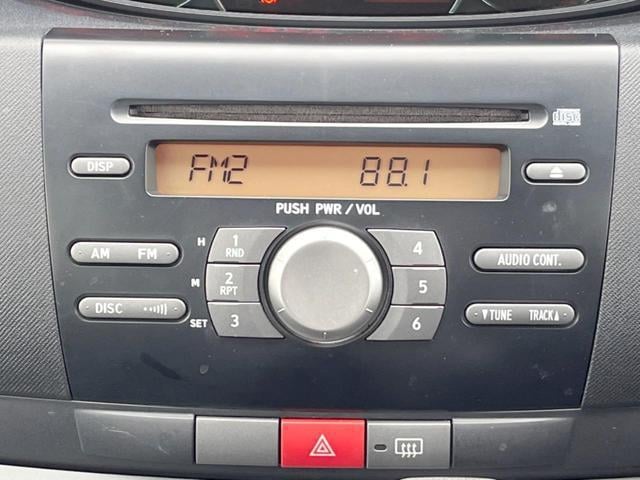 DISC
DISP
FM2 88.1
PUSH PWR / VOL
AM FM
H 1 RND
4
AUDIO CONT.
M 2 RPT
5
DISC
SET 3
6
▼TUNE TRACK▲